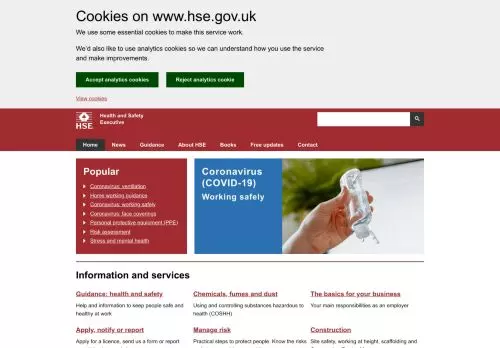 Cookies on www.hse.gov.uk
We use some essential cookies to make this service work.
We'd also like to use analytics cookies so we can understand how you use the service
and make improvements.
Accept analytics cookies
Reject analytics cookie
View cookies
HSE
Health and Safety
Executive
Home
News
Guidance
About HSE
Books
Free updates
Contact
Popular
Coronavirus: ventilation
Home working guidance
Coronavirus: working safely
Coronavirus: face coverings
Personal protective equipment (PPE)
Risk assessment
Stress and mental health
Coronavirus
(COVID-19)
Working safely
Information and services
Guidance: health and safety
Help and information to keep people safe and
healthy at work
Chemicals, fumes and dust
Using and controlling substances hazardous to
health (COSHH)
The basics for your business
Your main responsibilities as an employer
Apply, notify or report
Apply for a licence, send us a form or report
Manage risk
Practical steps to protect people. Know the risks
Construction
Site safety, working at height, scaffolding and